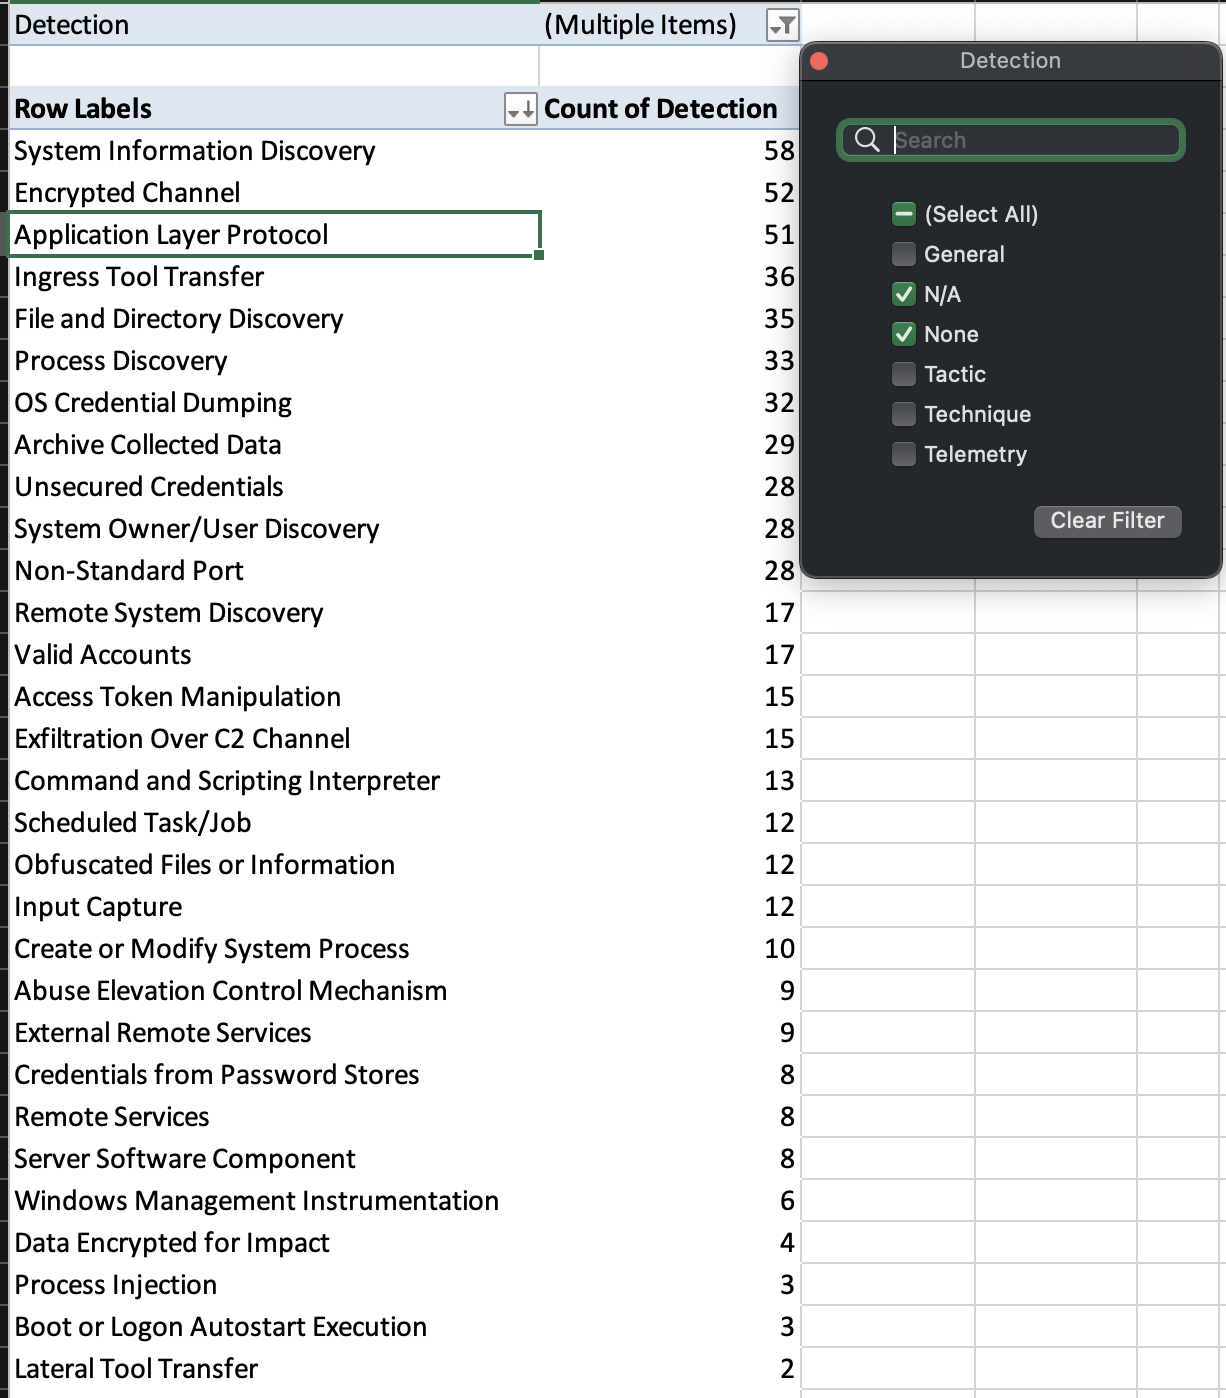 Detection (Multiple Items)
Row Labels Count of Detection
System Information Discovery 58
Encrypted Channel 52
Application Layer Protocol 51
Ingress Tool Transfer 36
File and Directory Discovery 35
Process Discovery 33
OS Credential Dumping 32
Archive Collected Data 29
Unsecured Credentials 28
System Owner/User Discovery 28
Non-Standard Port 28
Remote System Discovery 17
Valid Accounts 17
Access Token Manipulation 15
Exfiltration Over C2 Channel 15
Command and Scripting Interpreter 13
Scheduled Task/Job 12
Obfuscated Files or Information 12
Input Capture 12
Create or Modify System Process 10
Abuse Elevation Control Mechanism 9
External Remote Services 9
Credentials from Password Stores 8
Remote Services 8
Server Software Component 8
Windows Management Instrumentation 6
Data Encrypted for Impact 4
Process Injection 3
Boot or Logon Autostart Execution 3
Lateral Tool Transfer 2
Detection
Search
(Select All)
General
N/A
None
Tactic
Technique
Telemetry
Clear Filter